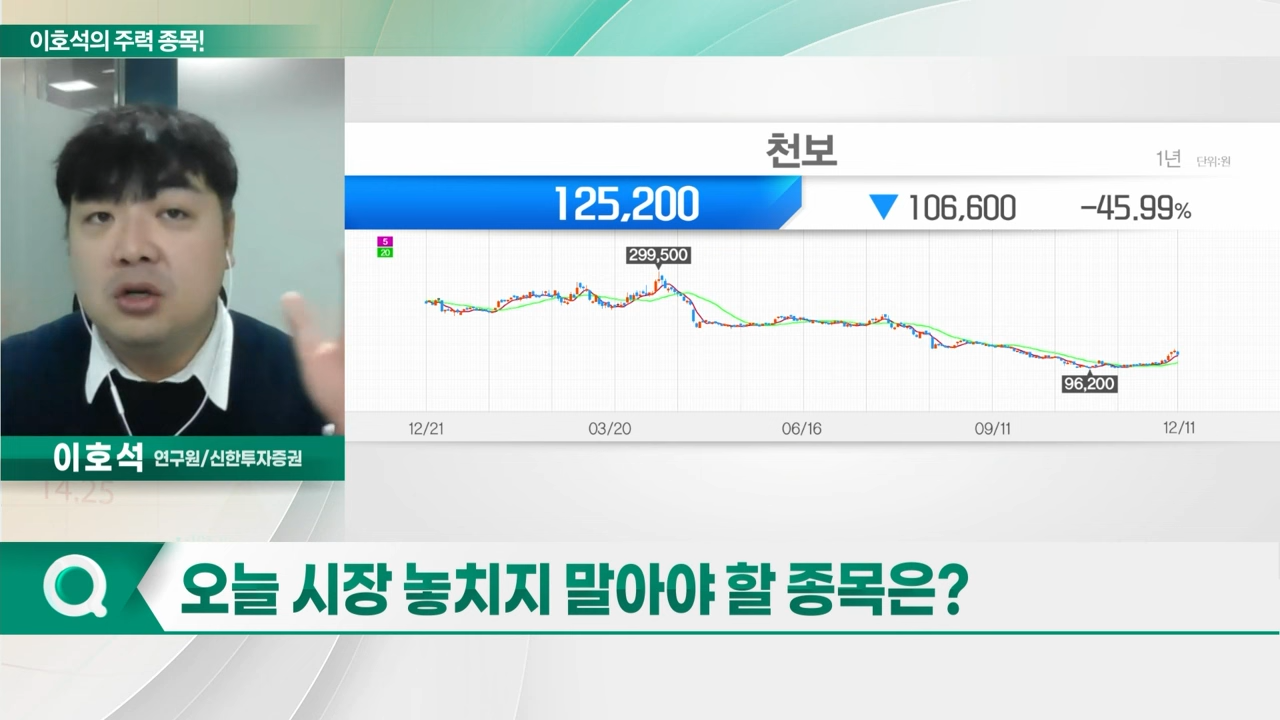 이호석의 주력 종목!
천보
1년 단위:원
125,200
▼ 106,600 -45.99%
5
20
299,500
96,200
12/21 03/20 06/16 09/11 12/11
이호석 연구원/신한투자증권
14.25
Q 오늘 시장 놓치지 말아야 할 종목은?